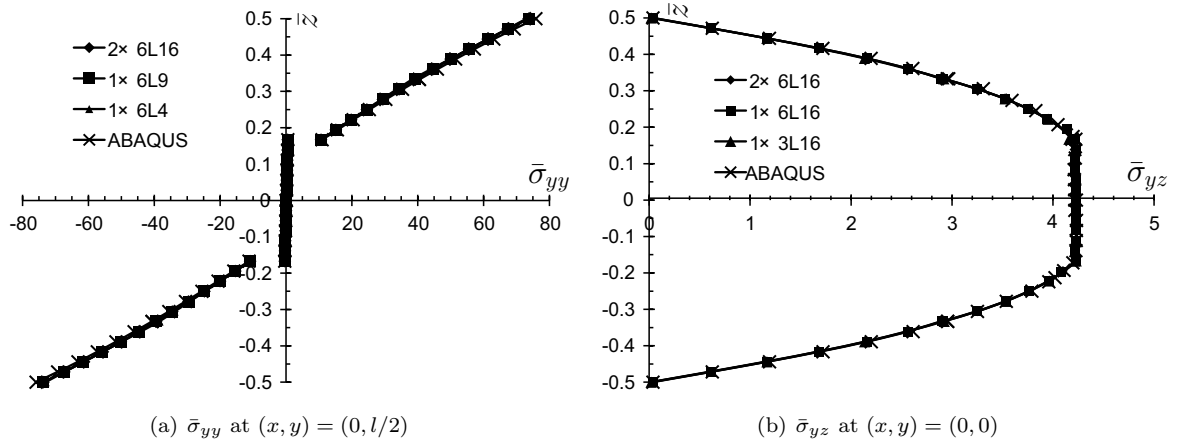 0.5
z̄
0.4
0.3
0.2
0.1
0
-0.1
-0.2
-0.3
-0.4
-0.5
-80 -60 -40 -20 20 40 60 80
σ̄yy
2× 6L16
1× 6L9
1× 6L4
ABAQUS
(a) σ̄yy at (x, y) = (0, l/2)
0.5
z̄
0.4
0.3
0.2
0.1
0
-0.1
-0.2
-0.3
-0.4
-0.5
0 1 2 3 4 5
σ̄yz
2× 6L16
1× 6L16
1× 3L16
ABAQUS
(b) σ̄yz at (x, y) = (0, 0)